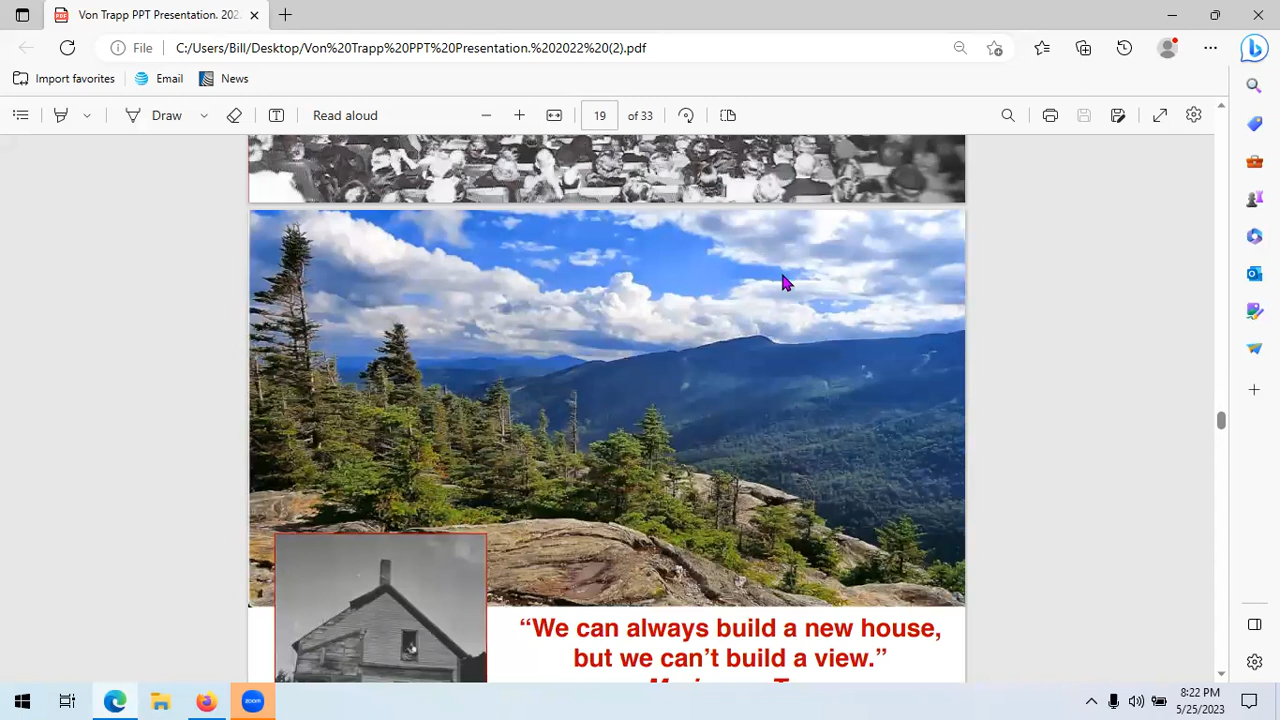 Von Trapp PPT Presentation. 202
File
C:/Users/Bill/Desktop/Von%20Trapp%20PPT%20Presentation.%202022%20(2).pdf
Import favorites
Email
News
Draw
Read aloud
19
of 33
“We can always build a new house,
but we can’t build a view.”
zoom
8:22 PM
5/25/2023